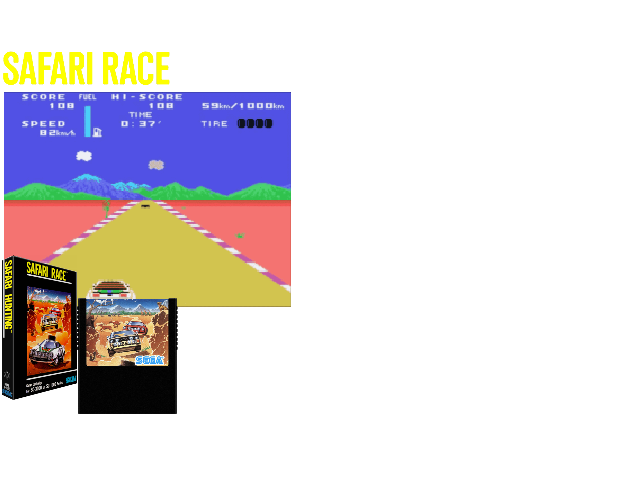 SAFARI RACE
SCORE FUEL HI-SCORE
108 108 59km/1000km
TIME
SPEED 0:37' TIRE
82km/h
SAFARI HUNTING
SAFARI RACE
SEGA
SEGA